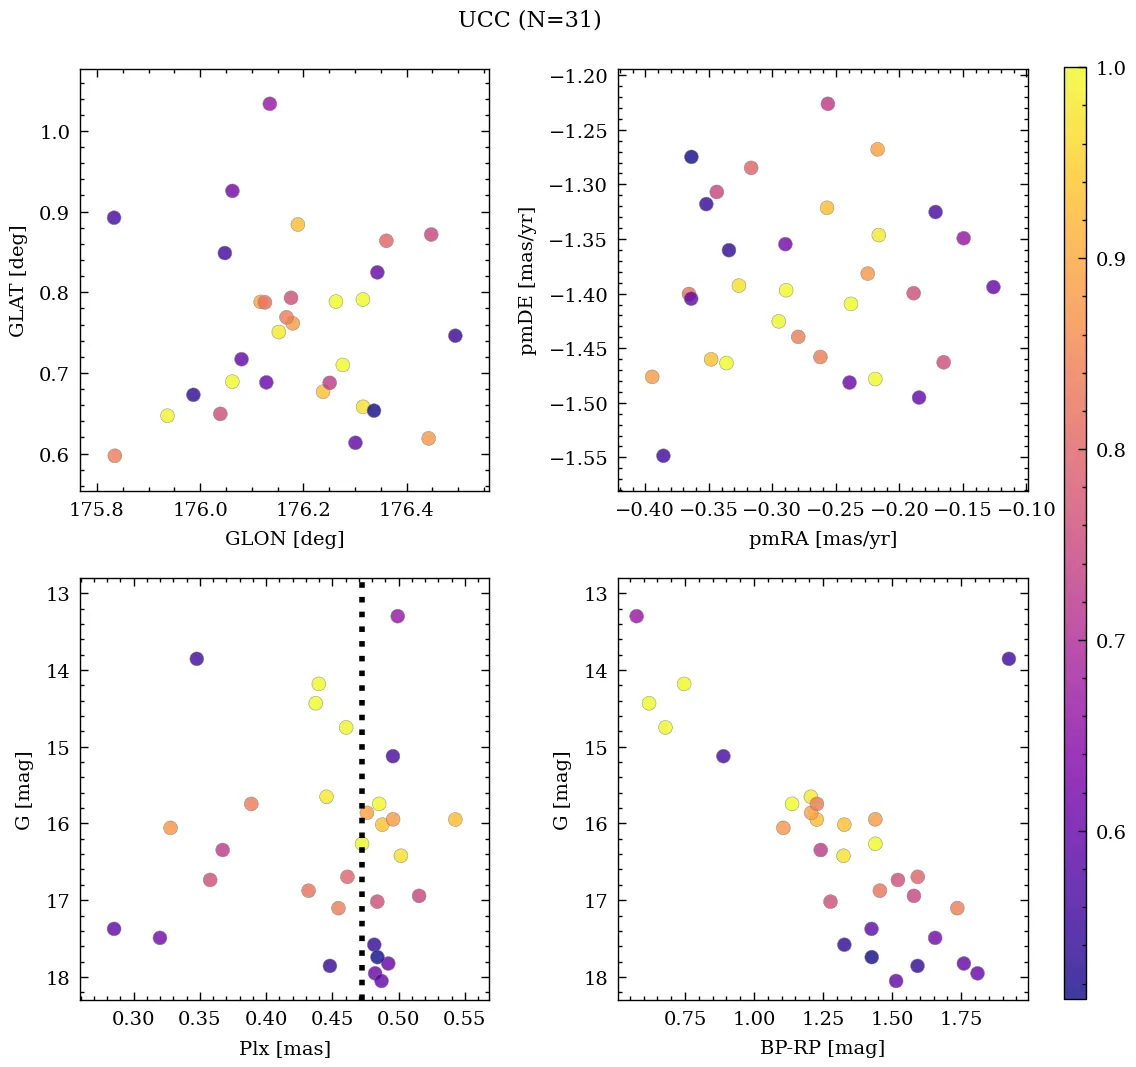 UCC (N=31)
1.0
0.9
0.8
0.7
0.6
GLAT [deg]
175.8 176.0 176.2 176.4
GLON [deg]
−1.20
−1.25
−1.30
−1.35
−1.40
−1.45
−1.50
−1.55
pmDE [mas/yr]
−0.40 −0.35 −0.30 −0.25 −0.20 −0.15 −0.10
pmRA [mas/yr]
13
14
15
16
17
18
G [mag]
0.30 0.35 0.40 0.45 0.50 0.55
Plx [mas]
13
14
15
16
17
18
G [mag]
0.75 1.00 1.25 1.50 1.75
BP-RP [mag]
1.0
0.9
0.8
0.7
0.6